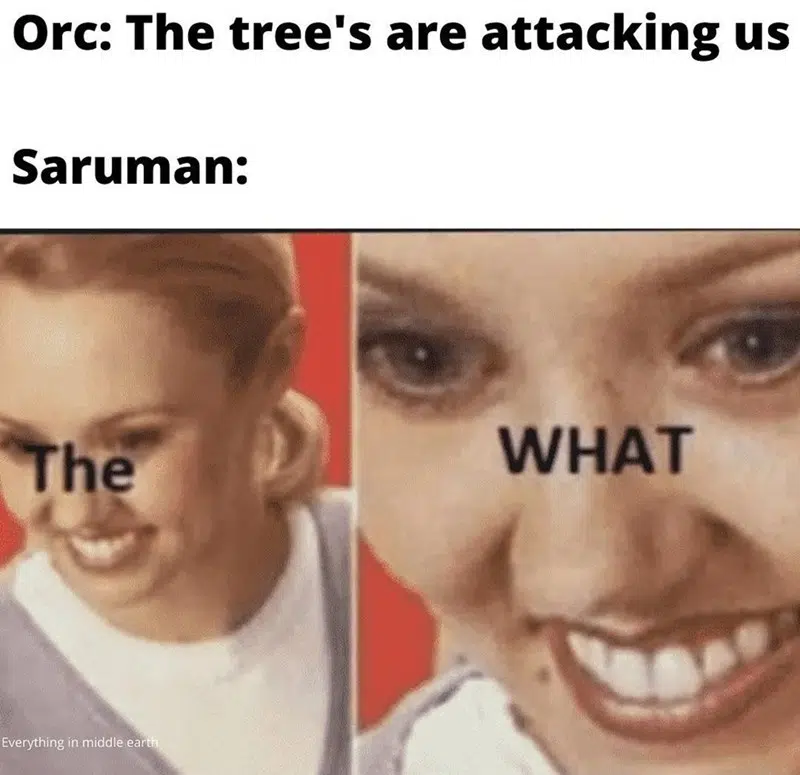 Orc: The tree's are attacking us
Saruman:
The
WHAT
Everything in middle earth